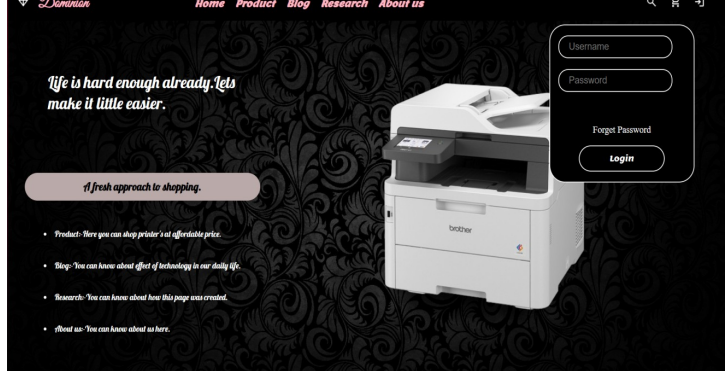 Dominion
Home Product Blog Research About us
Username
Password
Forget Password
Login
Life is hard enough already.Lets
make it little easier.
A fresh approach to shopping.
Product:-Here you can shop printer's at affordable price.
Blog:-You can know about effect of technology in our daily life.
Research:-You can know about how this page was created.
About us:-You can know about us here.
brother